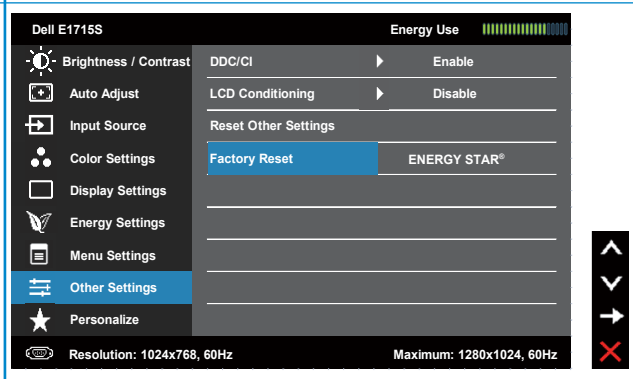 Dell E1715S Energy Use
Brightness / Contrast DDC/CI Enable
Auto Adjust LCD Conditioning Disable
Input Source Reset Other Settings
Color Settings Factory Reset ENERGY STAR®
Display Settings
Energy Settings
Menu Settings
Other Settings
Personalize
Resolution: 1024x768, 60Hz Maximum: 1280x1024, 60Hz